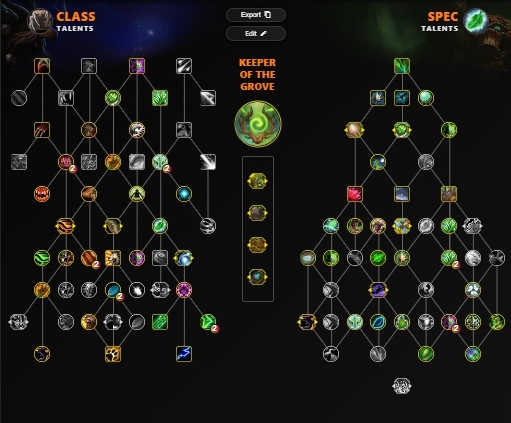 CLASS
TALENTS
Export
Edit
SPEC
TALENTS
KEEPER
OF THE
GROVE
2
2
2
2
2
2
2
2